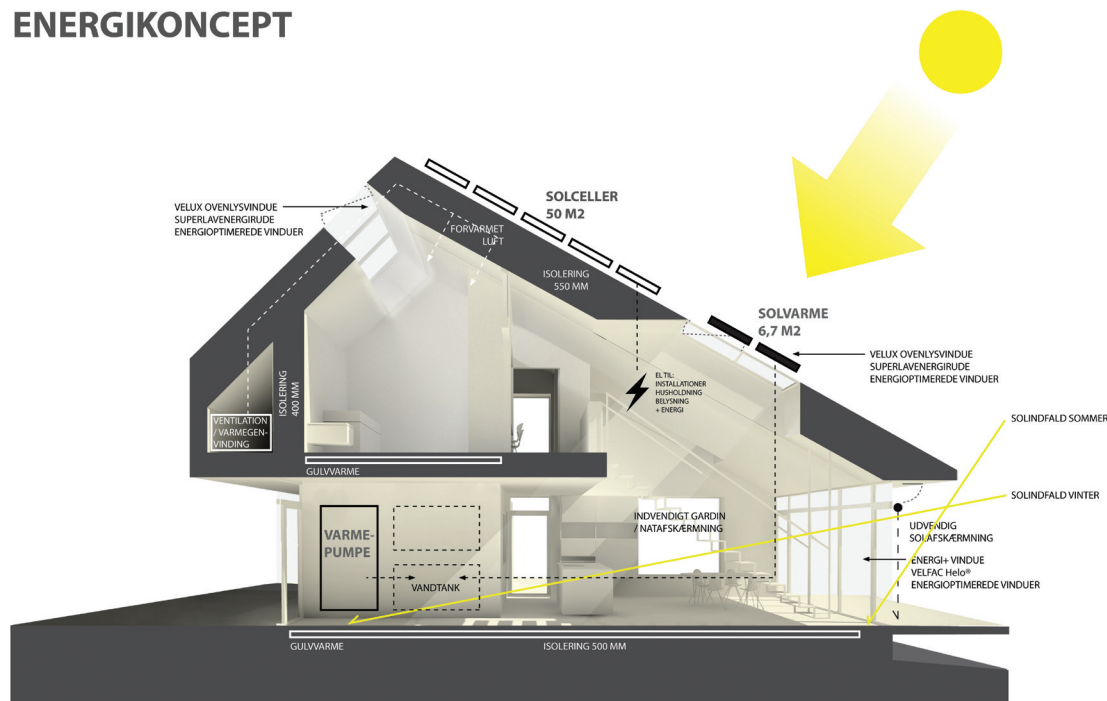 ENERGIKONCEPT
VELUX OVENLYSVINDUE
SUPERLAVENERGIRUDE
ENERGIOPTIMEREDE VINDUER
SOLCELLER
50 M2
FORVARMET
LUFT
ISOLERING
550 MM
SOLVARME
6,7 M2
VELUX OVENLYSVINDUE
SUPERLAVENERGIRUDE
ENERGIOPTIMEREDE VINDUER
EL TIL:
INSTALLATIONER
HUSHOLDNING
BELYSNING
+ ENERGI
ISOLERING
400 MM
VENTILATION
/ VARMEGEN-
VINDING
SOLINDFALD SOMMER
GULVVARME
SOLINDFALD VINTER
INDVENDIGT GARDIN
/ NATAFSKÆRMNING
UDVENDIG
SOLAFSKÆRMNING
VARME-
PUMPE
ENERGI+ VINDUE
VELFAC Helo®
ENERGIOPTIMEREDE VINDUER
VANDTANK
GULVVARME
ISOLERING 500 MM